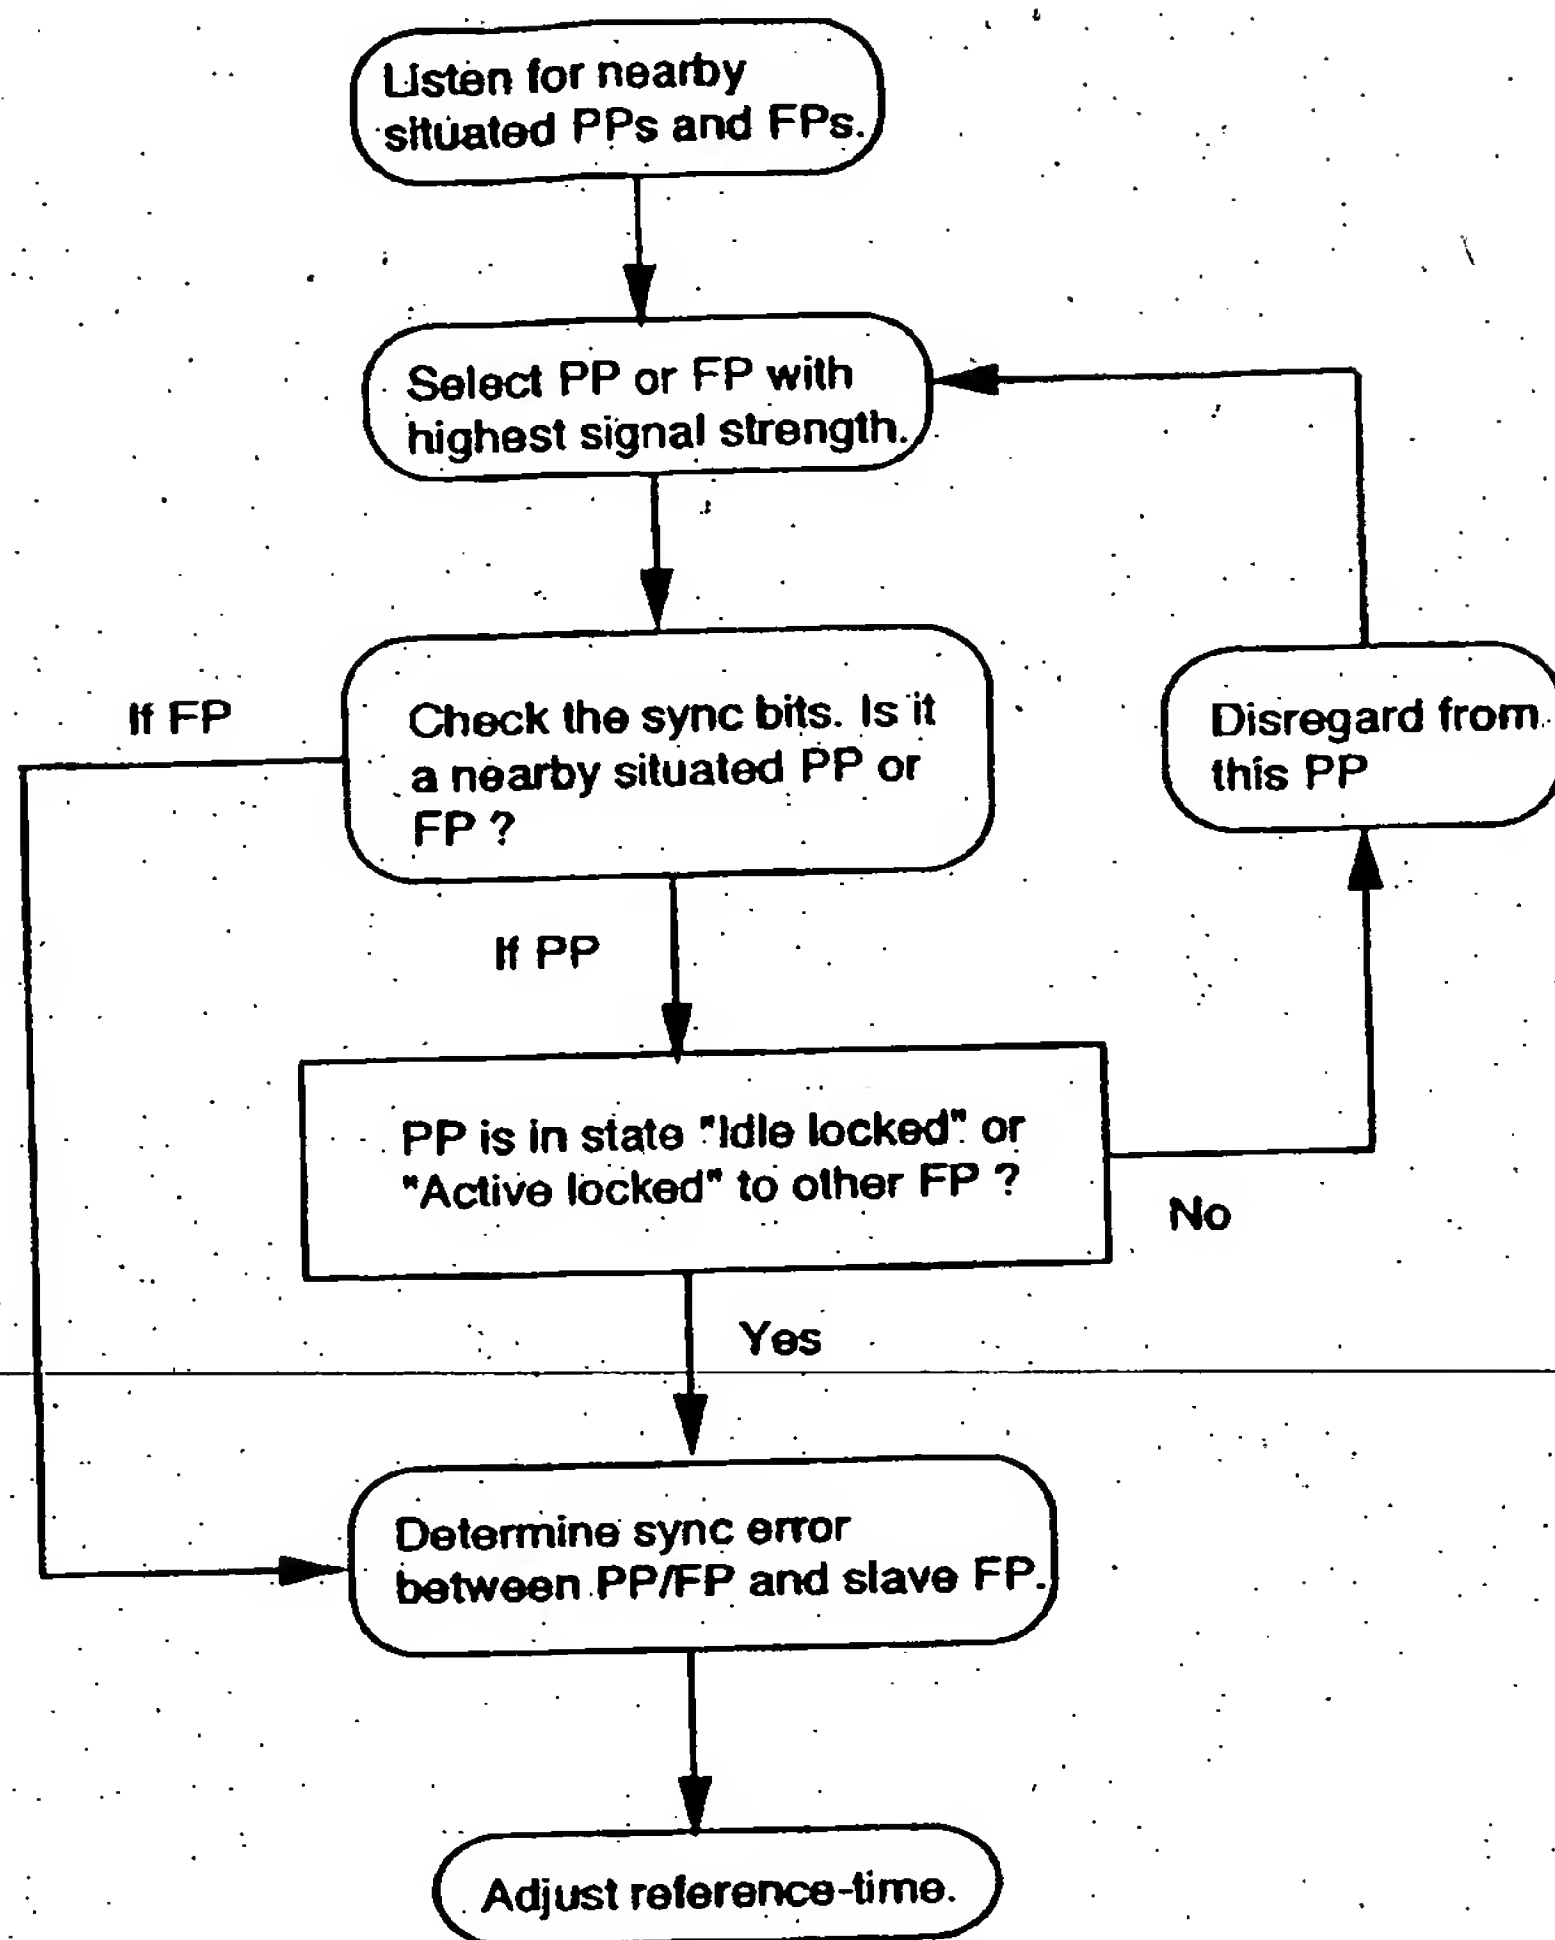 Listen for nearby
situated PPs and FPs.
Select PP or FP with
highest signal strength.
If FP
Check the sync bits. Is it
a nearby situated PP or
FP ?
Disregard from
this PP
If PP
PP is in state "Idle locked" or
"Active locked" to other FP ?
No
Yes
Determine sync error
between PP/FP and slave FP.
Adjust reference-time.